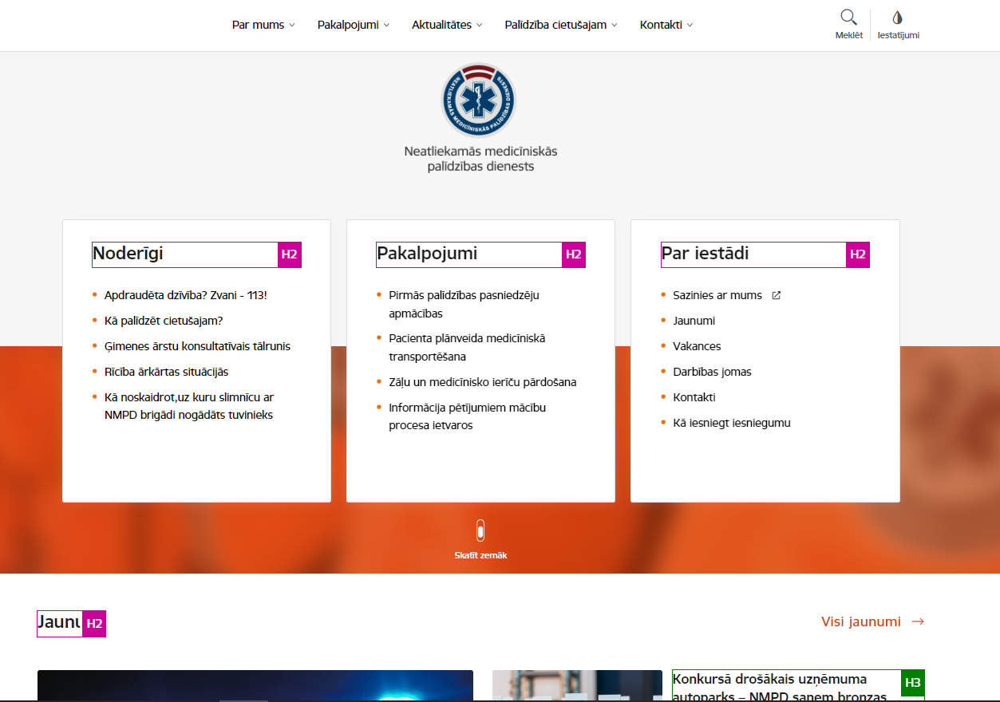 Par mums
Pakalpojumi
Aktualitātes
Palīdzība cietušajam
Kontakti
Meklēt
Iestatījumi
NEATLIEKAMĀS MEDICĪNISKĀS PALĪDZĪBAS DIENESTS
Neatliekamās medicīniskās
palīdzības dienests
Noderīgi H2
Apdraudēta dzīvība? Zvani - 113!
Kā palīdzēt cietušajam?
Ģimenes ārstu konsultatīvais tālrunis
Rīcība ārkārtas situācijās
Kā noskaidrot,uz kuru slimnīcu ar
NMPD brigādi nogādāts tuvinieks
Pakalpojumi H2
Pirmās palīdzības pasniedzēju
apmācības
Pacienta plānveida medicīniskā
transportēšana
Zāļu un medicīnisko ierīču pārdošana
Informācija pētījumiem mācību
procesa ietvaros
Par iestādi H2
Sazinies ar mums
Jaunumi
Vakances
Darbības jomas
Kontakti
Kā iesniegt iesniegumu
Skatīt zemāk
Jaunu H2
Visi jaunumi
Konkursā drošākais uzņēmuma H3
autoparks – NMPD saņem bronzas